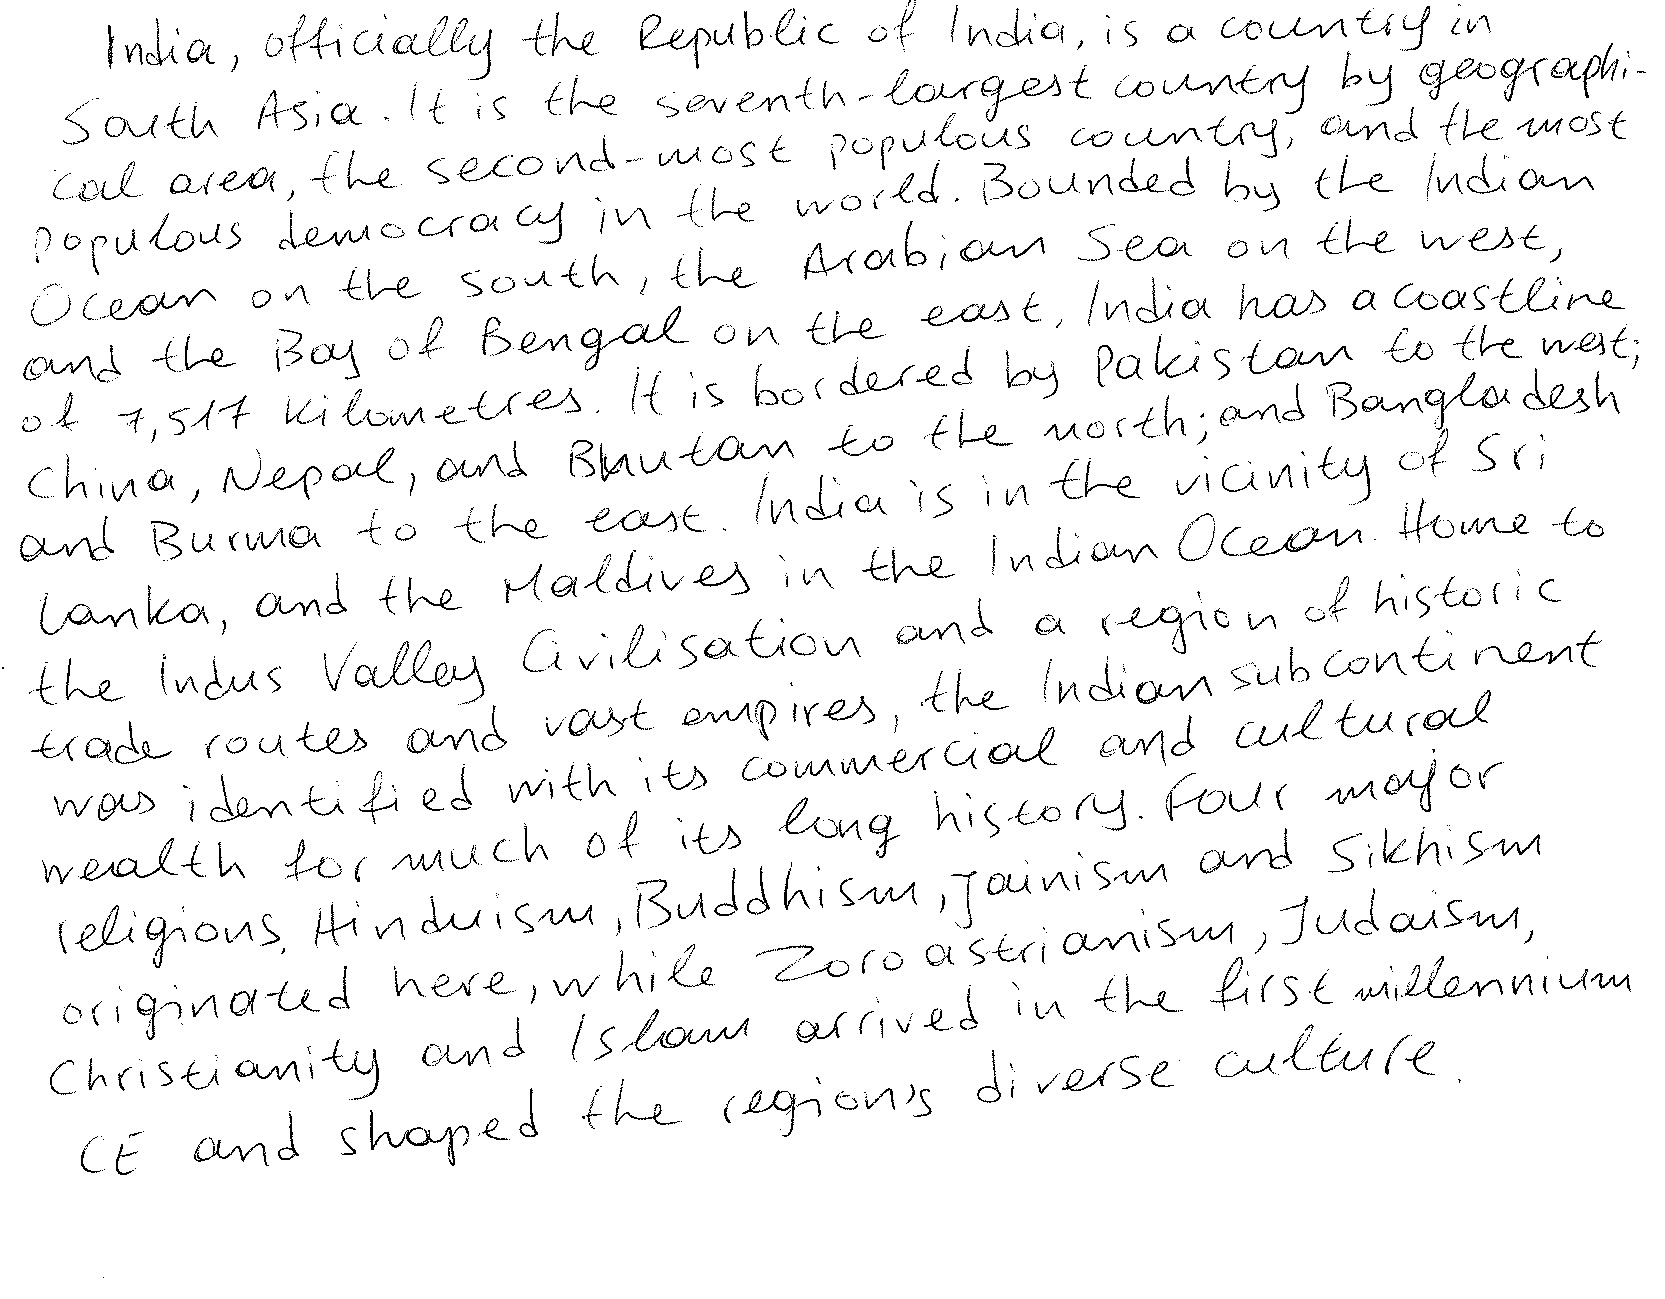 India, officially the Republic of India, is a country in
South Asia. It is the seventh-largest country by geographi-
cal area, the second-most populous country, and the most
populous democracy in the world. Bounded by the Indian
Ocean on the south, the Arabian Sea on the west,
and the Bay of Bengal on the east, India has a coastline
of 7,517 kilometres. It is bordered by Pakistan to the west;
China, Nepal, and Bhutan to the north; and Bangladesh
and Burma to the east. India is in the vicinity of Sri
Lanka, and the Maldives in the Indian Ocean. Home to
the Indus Valley Civilisation and a region of historic
trade routes and vast empires, the Indian subcontinent
was identified with its commercial and cultural
wealth for much of its long history. Four major
religions, Hinduism, Buddhism, Jainism and Sikhism
originated here, while Zoroastrianism, Judaism,
Christianity and Islam arrived in the first millennium
CE and shaped the region's diverse culture.